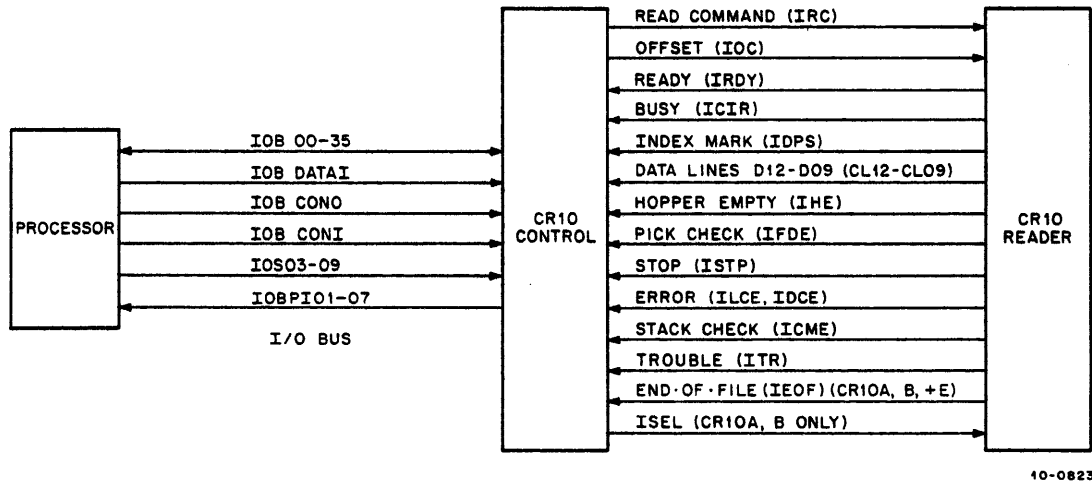 READ COMMAND (IRC)
OFFSET (IOC)
READY (IRDY)
BUSY (ICIR)
IOB 00-35
INDEX MARK (IDPS)
IOB DATAI
DATA LINES D12-D09 (CL12-CL09)
IOB CONO
HOPPER EMPTY (IHE)
PROCESSOR
CR10
CONTROL
CR10
READER
IOB CONI
PICK CHECK (IFDE)
IOS03-09
STOP (ISTP)
IOBPI01-07
ERROR (ILCE, IDCE)
I/O BUS
STACK CHECK (ICME)
TROUBLE (ITR)
END·OF·FILE (IEOF) (CR10A, B, +E)
ISEL (CR10A, B ONLY)
10-0823